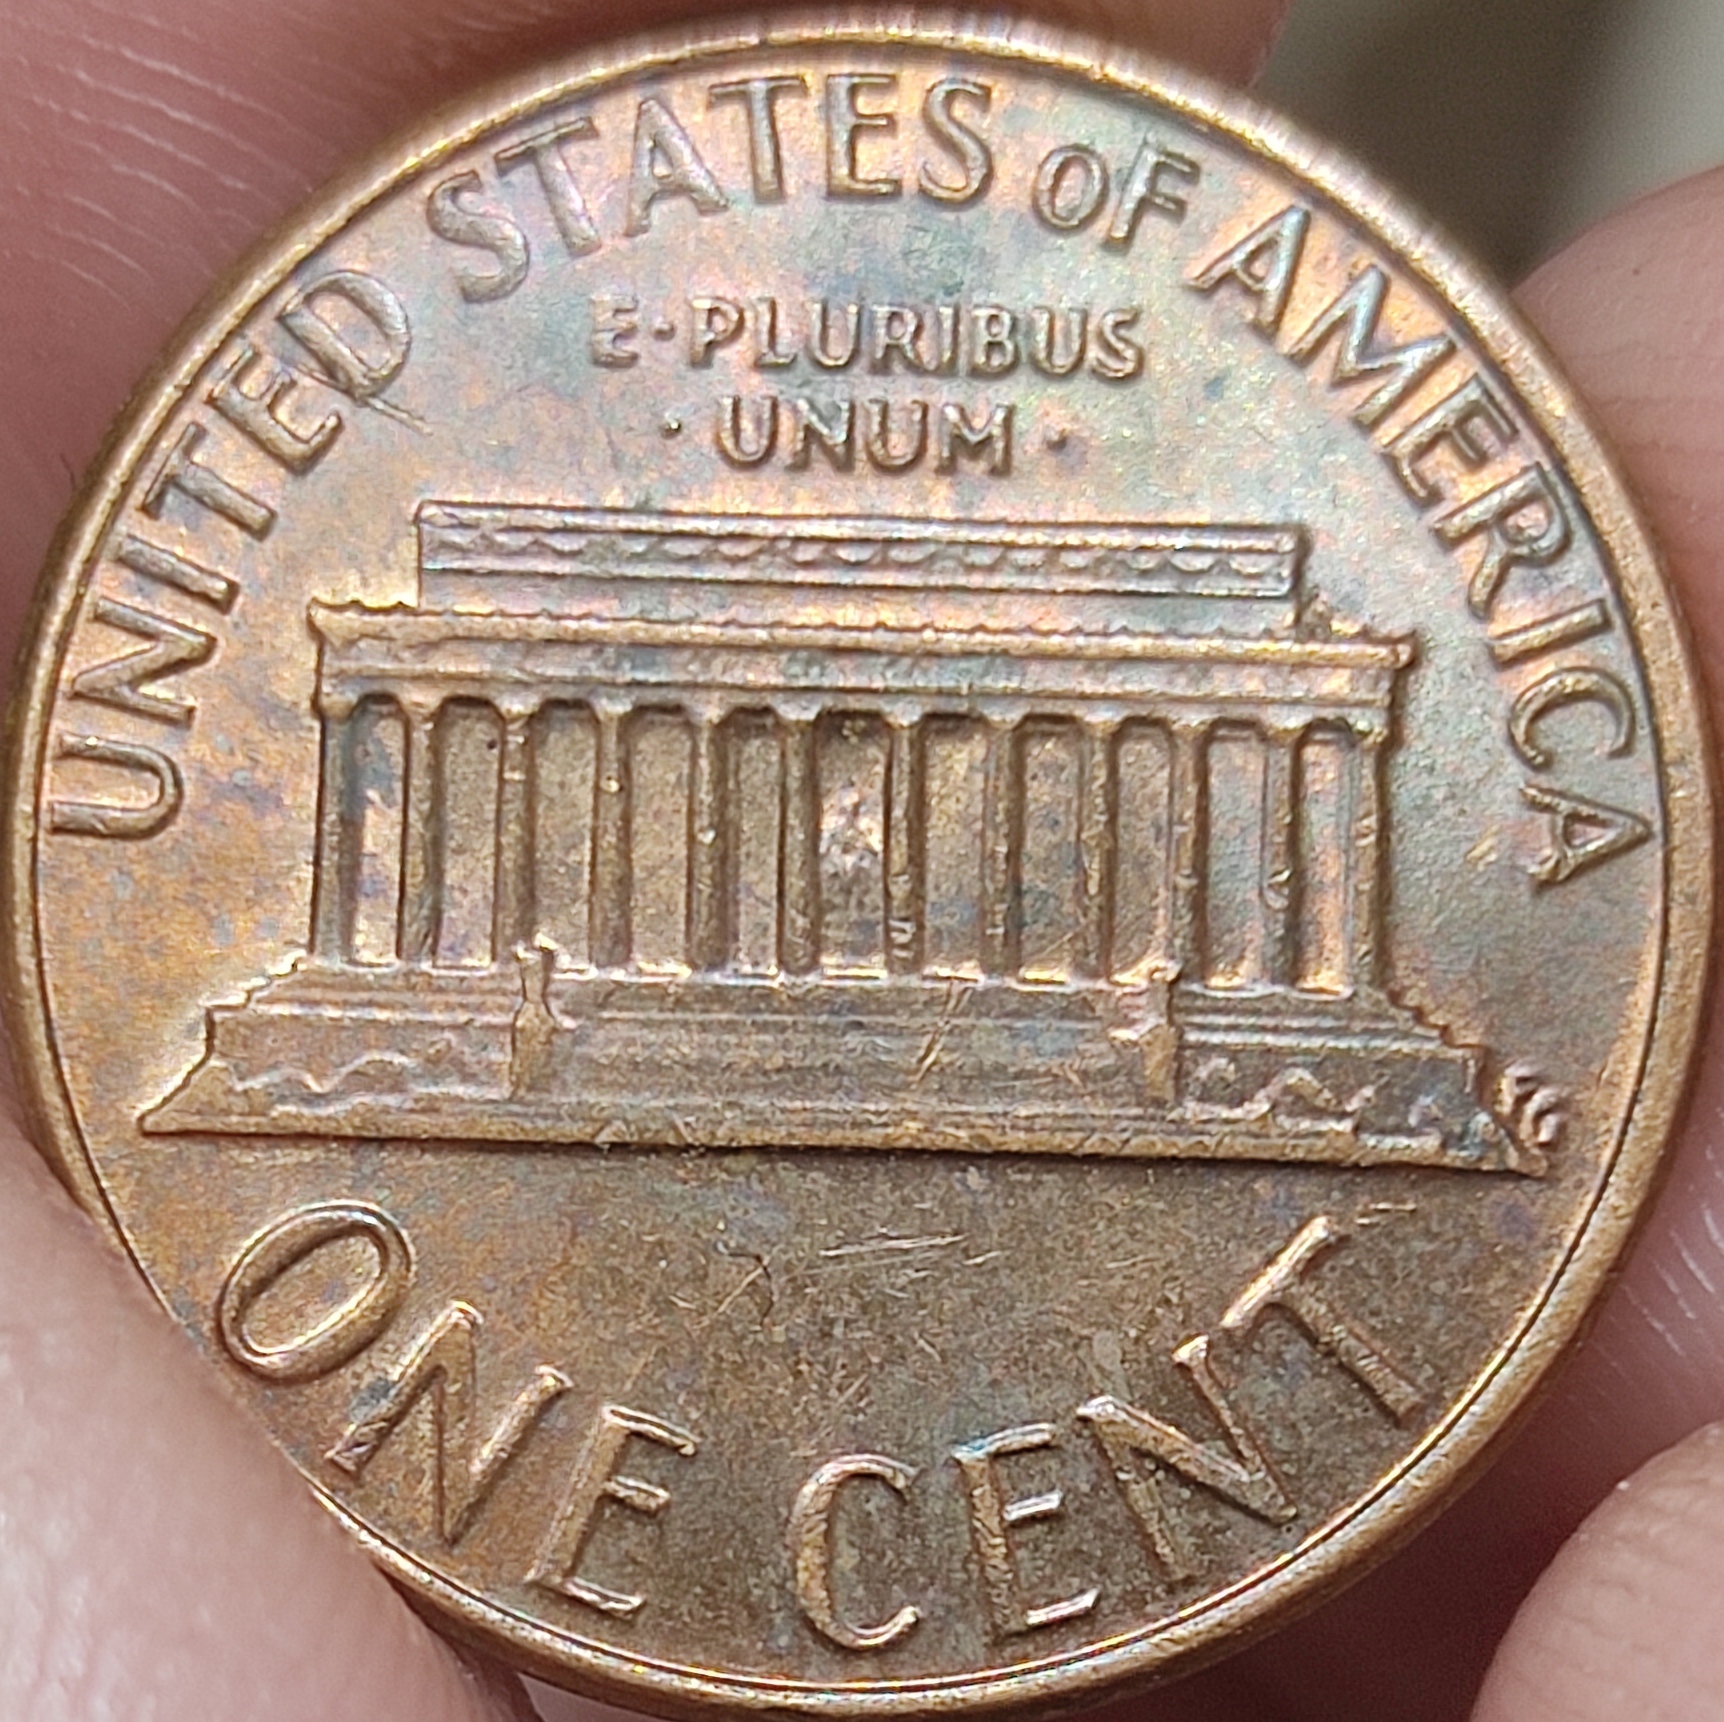 UNITED STATES OF AMERICA
E·PLURIBUS
·UNUM·
FG
ONE CENT